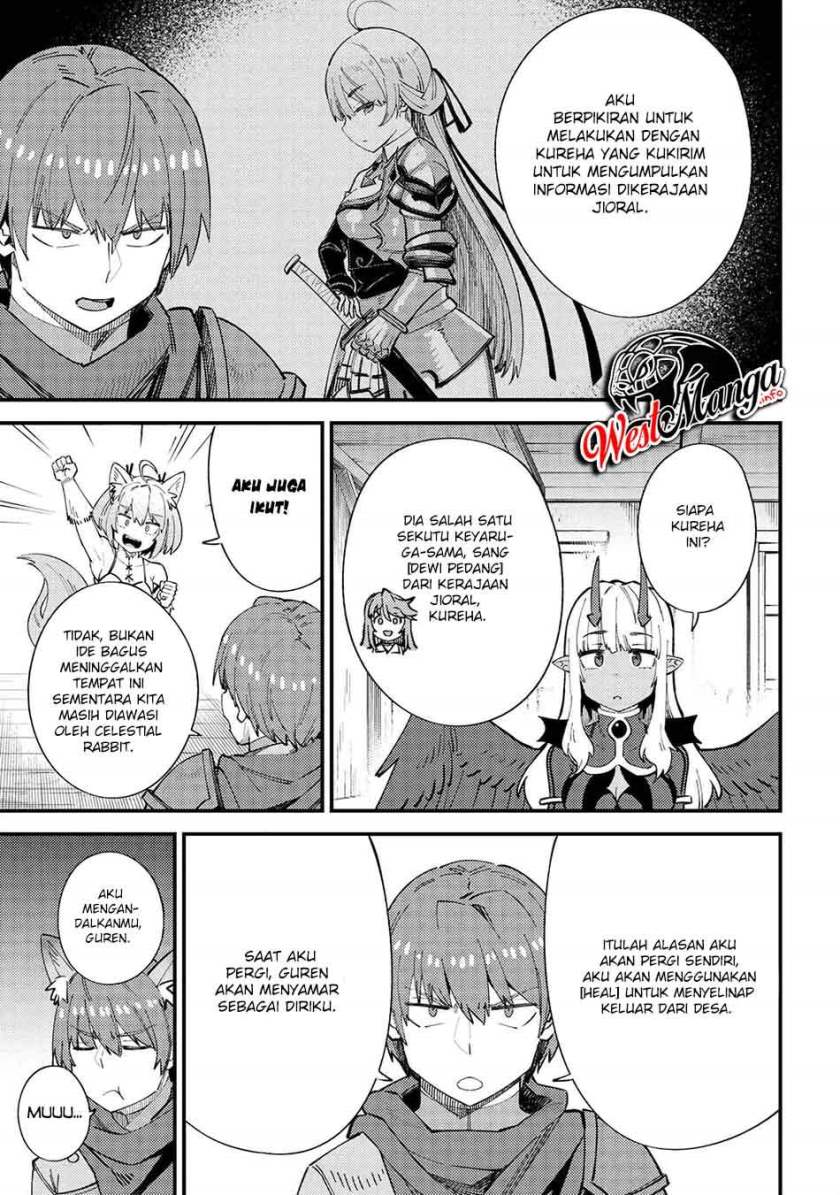 AKU
BERPIKIRAN UNTUK
MELAKUKAN DENGAN
KUREHA YANG KUKIRIM
UNTUK MENGUMPULKAN
INFORMASI DIKERAJAAN
JIORAL.
WestManga
.info
SIAPA
KUREHA
INI?
DIA SALAH SATU
SEKUTU KEYARU-
GA-SAMA, SANG
[DEWI PEDANG]
DARI KERAJAAN
JIORAL,
KUREHA.
AKU JUGA
IKUT!
TIDAK, BUKAN
IDE BAGUS
MENINGGALKAN
TEMPAT INI
SEMENTARA KITA
MASIH DIAWASI
OLEH CELESTIAL
RABBIT.
ITULAH ALASAN AKU
AKAN PERGI SENDIRI,
AKU AKAN MENGGUNAKAN
[HEAL] UNTUK MENYELINAP
KELUAR DARI DESA.
SAAT AKU
PERGI, GUREN
AKAN MENYAMAR
SEBAGAI DIRIKU.
AKU
MENGAN-
DALKANMU,
GUREN.
MUUU...